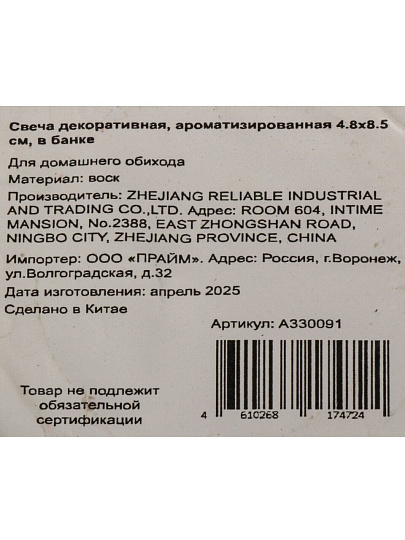 Свеча декоративная, ароматизированная 4.8x8.5
см, в банке
Для домашнего обихода
Материал: воск
Производитель: ZHEJIANG RELIABLE INDUSTRIAL
AND TRADING CO.,LTD. Адрес: ROOM 604, INTIME
MANSION, No.2388, EAST ZHONGSHAN ROAD,
NINGBO CITY, ZHEJIANG PROVINCE, CHINA
Импортер: ООО «ПРАЙМ». Адрес: Россия, г.Воронеж,
ул.Волгоградская, д.32
Дата изготовления: апрель 2025
Сделано в Китае
Артикул: A330091
Товар не подлежит
обязательной
сертификации
4 610268 174724